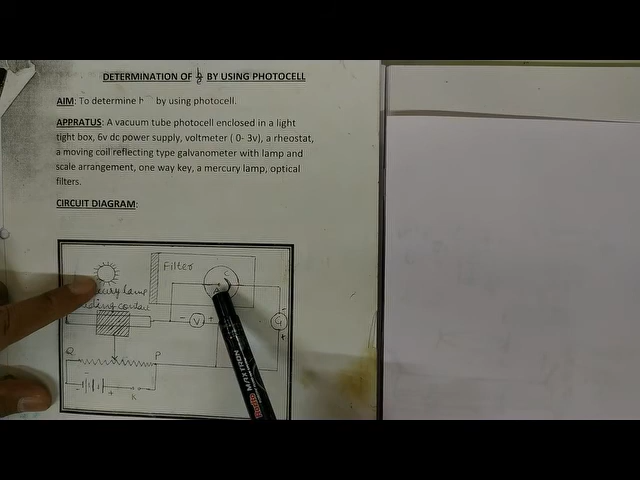 DETERMINATION OF h/e BY USING PHOTOCELL
AIM: To determine h by using photocell.
APPRATUS: A vacuum tube photocell enclosed in a light
tight box, 6v dc power supply, voltmeter ( 0- 3v), a rheostat,
a moving coil reflecting type galvanometer with lamp and
scale arrangement, one way key, a mercury lamp, optical
filters.
CIRCUIT DIAGRAM:
Filter
C
lamp
- V +
-
G
+
Q
P
- +
K
Reda MAXTRON